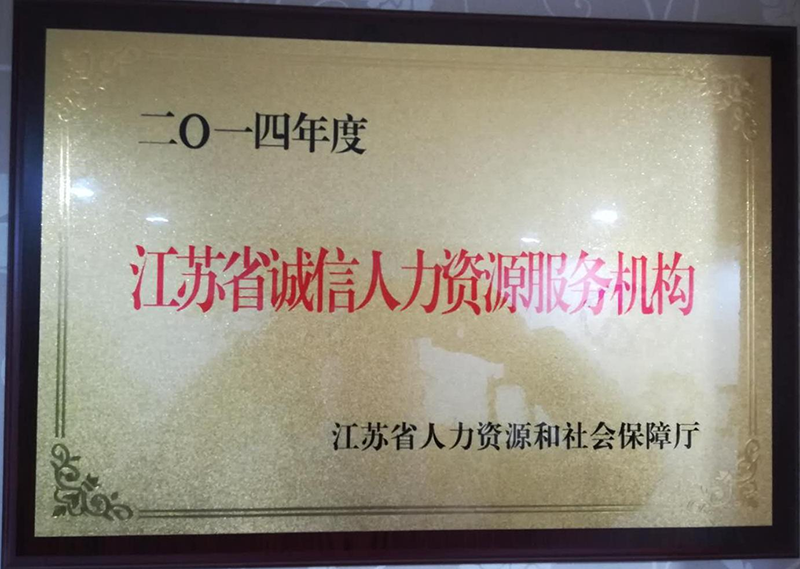 二〇一四年度
江苏省诚信人力资源服务机构
江苏省人力资源和社会保障厅